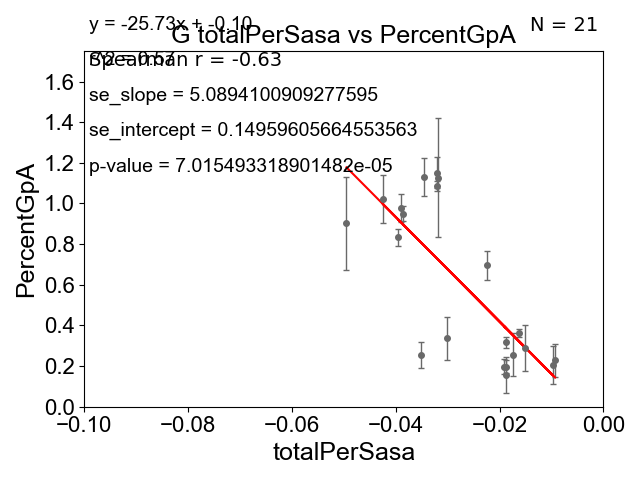 y = -25.73x + -0.10
G totalPerSasa vs PercentGpA
N = 21
Spearman r = -0.63
se_slope = 5.0894100909277595
se_intercept = 0.14959605664553563
p-value = 7.015493318901482e-05
PercentGpA
1.6
1.4
1.2
1.0
0.8
0.6
0.4
0.2
0.0
−0.10 −0.08 −0.06 −0.04 −0.02 0.00
totalPerSasa